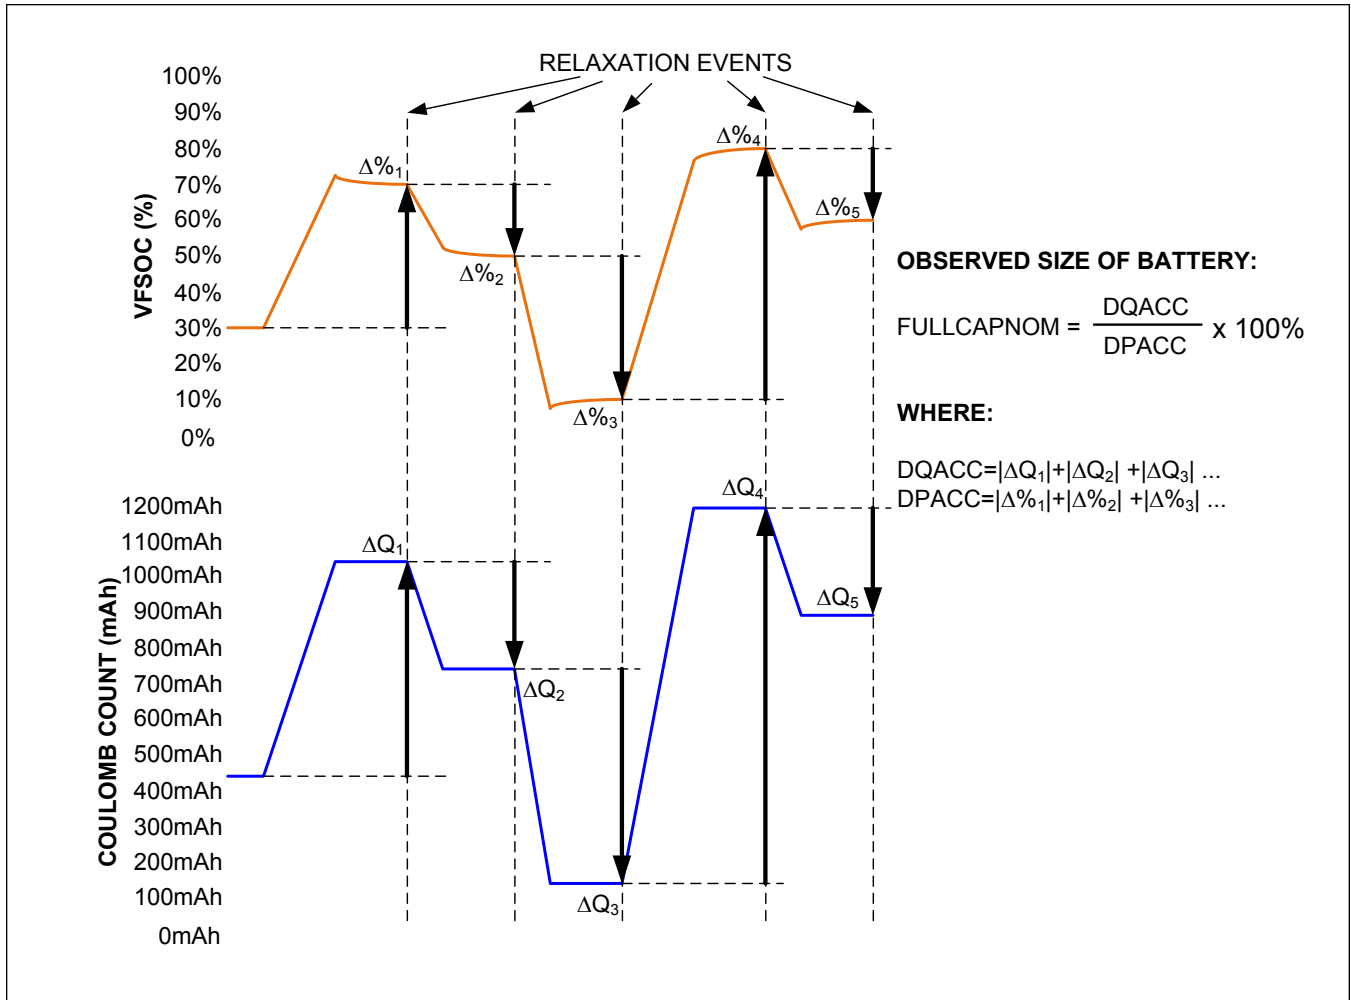 RELAXATION EVENTS
VFSOC (%)
100%
90%
80%
70%
60%
50%
40%
30%
20%
10%
0%
Δ%1
Δ%2
Δ%3
Δ%4
Δ%5
COULOMB COUNT (mAh)
1200mAh
1100mAh
1000mAh
900mAh
800mAh
700mAh
600mAh
500mAh
400mAh
300mAh
200mAh
100mAh
0mAh
ΔQ1
ΔQ2
ΔQ3
ΔQ4
ΔQ5
OBSERVED SIZE OF BATTERY:
FULLCAPNOM = DQACC / DPACC x 100%
WHERE:
DQACC=|ΔQ1|+|ΔQ2| +|ΔQ3| ...
DPACC=|Δ%1|+|Δ%2| +|Δ%3| ...